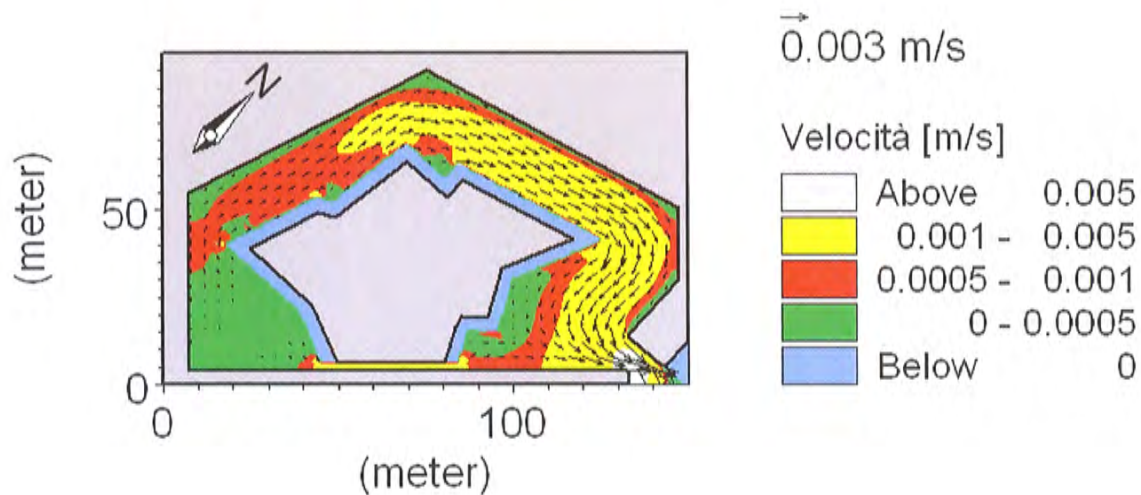 0.003 m/s
N
Velocità [m/s]
Above 0.005
0.001 - 0.005
0.0005 - 0.001
0 - 0.0005
Below 0
(meter)
50
0
0 100
(meter)